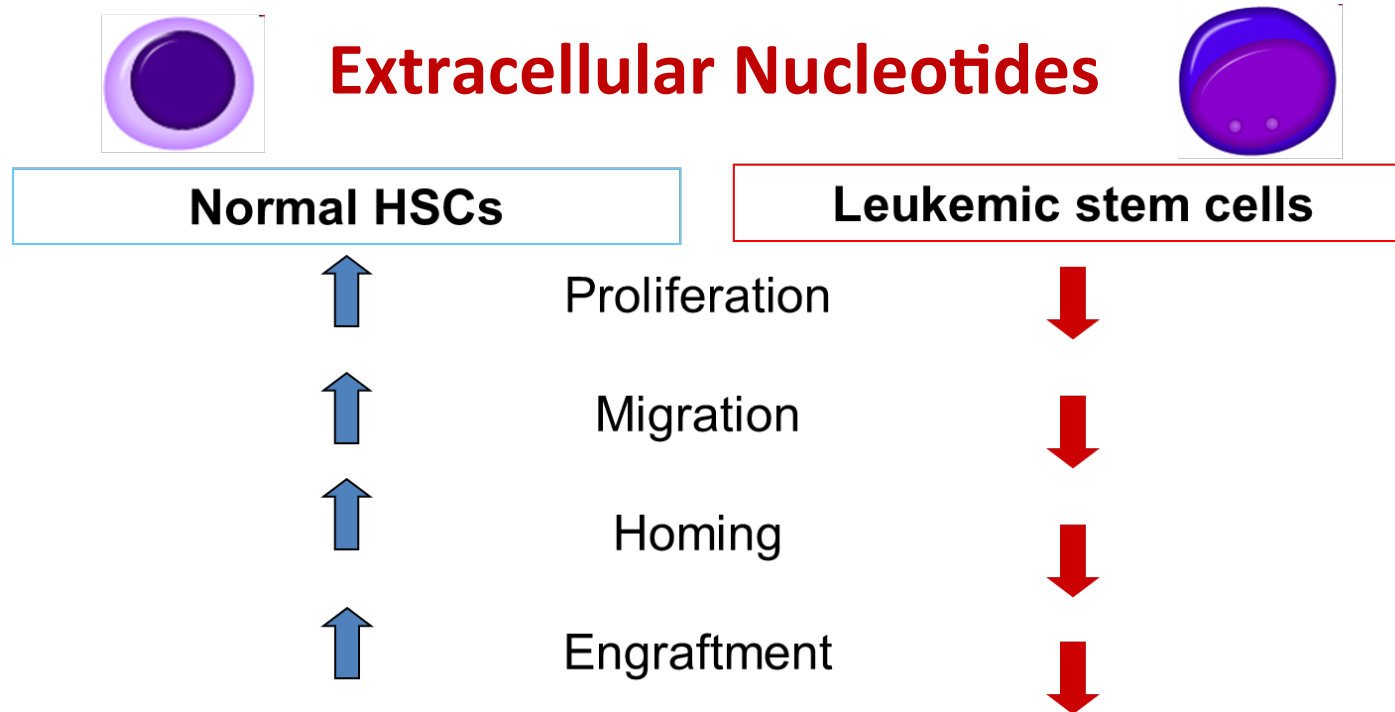 Extracellular Nucleotides
Normal HSCs
Leukemic stem cells
Proliferation
Migration
Homing
Engraftment